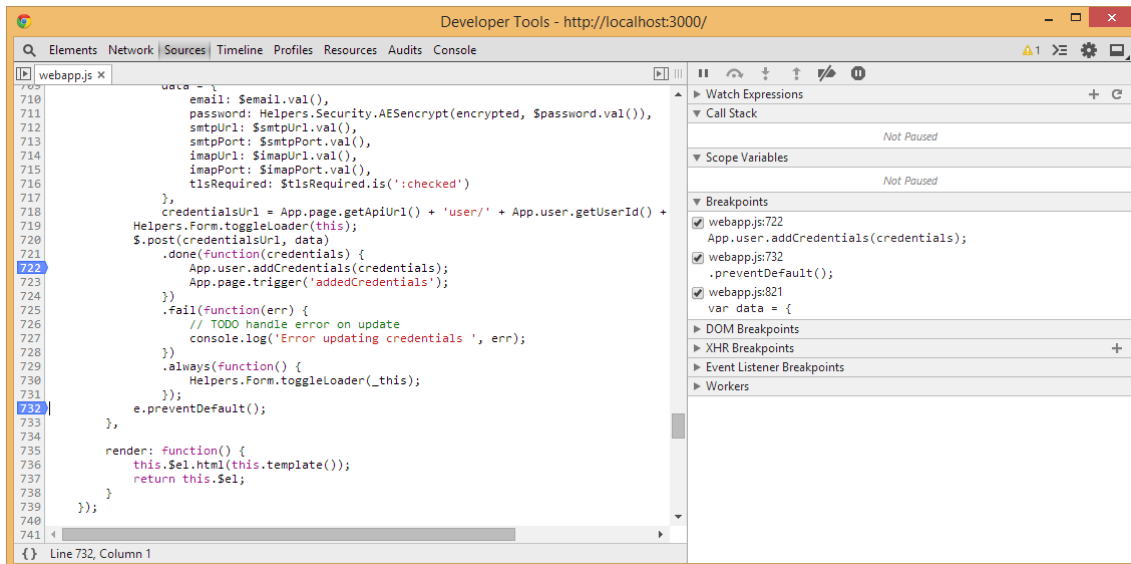 Developer Tools - http://localhost:3000/
Elements Network Sources Timeline Profiles Resources Audits Console
1
webapp.js ×
709 data = {
710 email: $email.val(),
711 password: Helpers.Security.AESencrypt(encrypted, $password.val()),
712 smtpUrl: $smtpUrl.val(),
713 smtpPort: $smtpPort.val(),
714 imapUrl: $imapUrl.val(),
715 imapPort: $imapPort.val(),
716 tlsRequired: $tlsRequired.is(':checked')
717 },
718 credentialsUrl = App.page.getApiUrl() + 'user/' + App.user.getUserId() +
719 Helpers.Form.toggleLoader(this);
720 $.post(credentialsUrl, data)
721 .done(function(credentials) {
722 App.user.addCredentials(credentials);
723 App.page.trigger('addedCredentials');
724 })
725 .fail(function(err) {
726 // TODO handle error on update
727 console.log('Error updating credentials ', err);
728 })
729 .always(function() {
730 Helpers.Form.toggleLoader(_this);
731 });
732 e.preventDefault();
733 },
734
735 render: function() {
736 this.$el.html(this.template());
737 return this.$el;
738 }
739 });
740
741
{} Line 732, Column 1
Watch Expressions
Call Stack
Not Paused
Scope Variables
Not Paused
Breakpoints
webapp.js:722
App.user.addCredentials(credentials);
webapp.js:732
.preventDefault();
webapp.js:821
var data = {
DOM Breakpoints
XHR Breakpoints
Event Listener Breakpoints
Workers